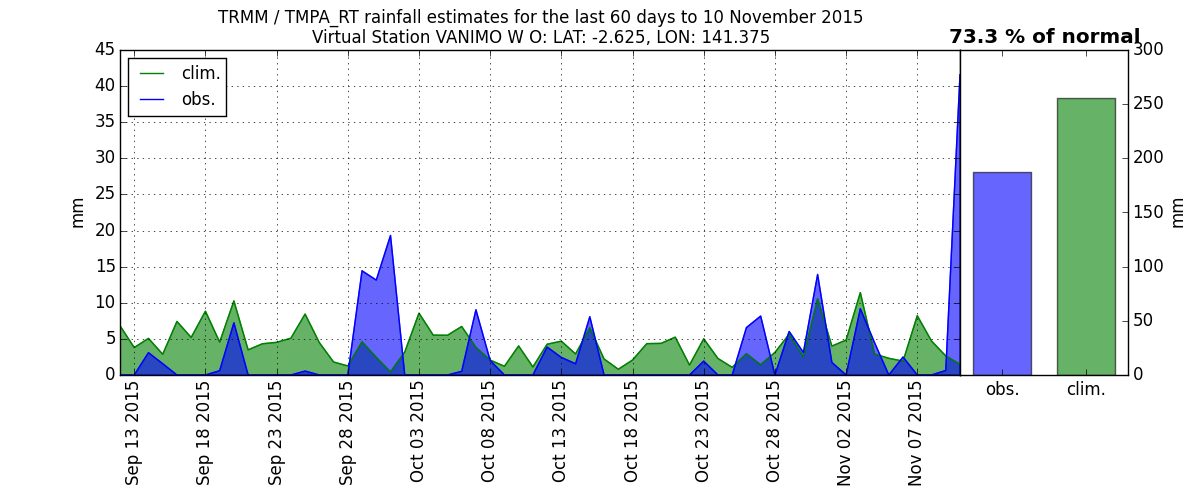 TRMM / TMPA_RT rainfall estimates for the last 60 days to 10 November 2015
Virtual Station VANIMO W O: LAT: -2.625, LON: 141.375
73.3 % of normal
clim.
obs.
mm
45
40
35
30
25
20
15
10
5
0
Sep 13 2015
Sep 18 2015
Sep 23 2015
Sep 28 2015
Oct 03 2015
Oct 08 2015
Oct 13 2015
Oct 18 2015
Oct 23 2015
Oct 28 2015
Nov 02 2015
Nov 07 2015
obs.
clim.
300
250
200
150
100
50
0
mm